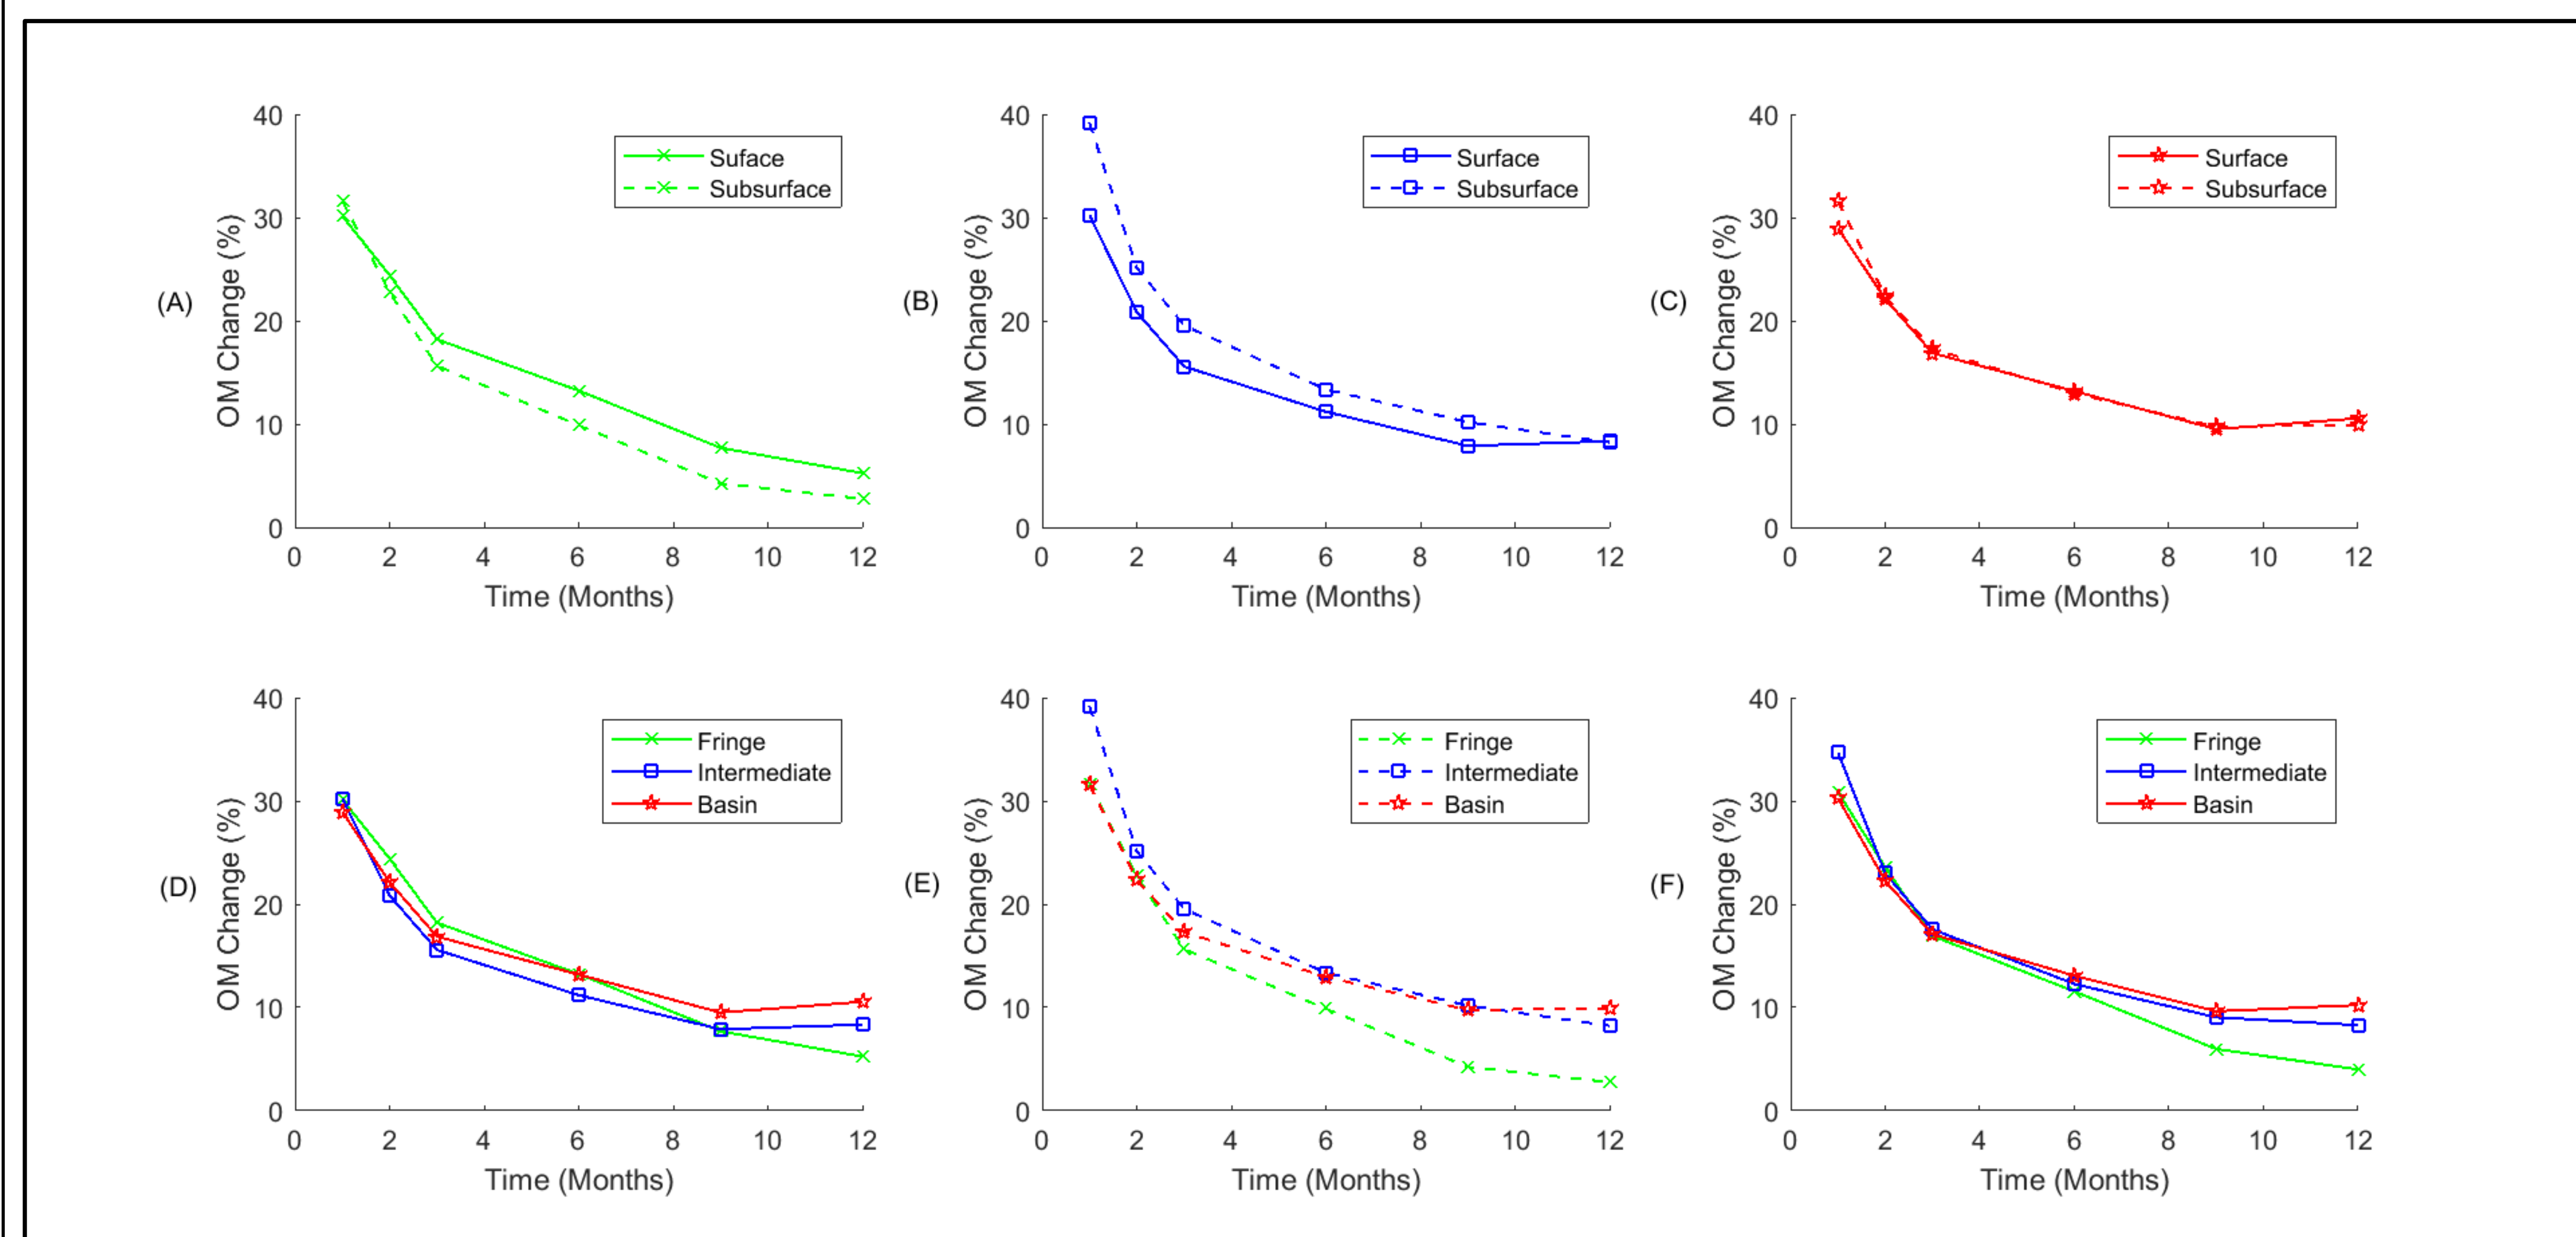 (A)
OM Change (%)
40
30
20
10
0
Suface
Subsurface
0 2 4 6 8 10 12
Time (Months)
(B)
OM Change (%)
40
30
20
10
0
Surface
Subsurface
0 2 4 6 8 10 12
Time (Months)
(C)
OM Change (%)
40
30
20
10
0
Surface
Subsurface
0 2 4 6 8 10 12
Time (Months)
(D)
OM Change (%)
40
30
20
10
0
Fringe
Intermediate
Basin
0 2 4 6 8 10 12
Time (Months)
(E)
OM Change (%)
40
30
20
10
0
Fringe
Intermediate
Basin
0 2 4 6 8 10 12
Time (Months)
(F)
OM Change (%)
40
30
20
10
0
Fringe
Intermediate
Basin
0 2 4 6 8 10 12
Time (Months)